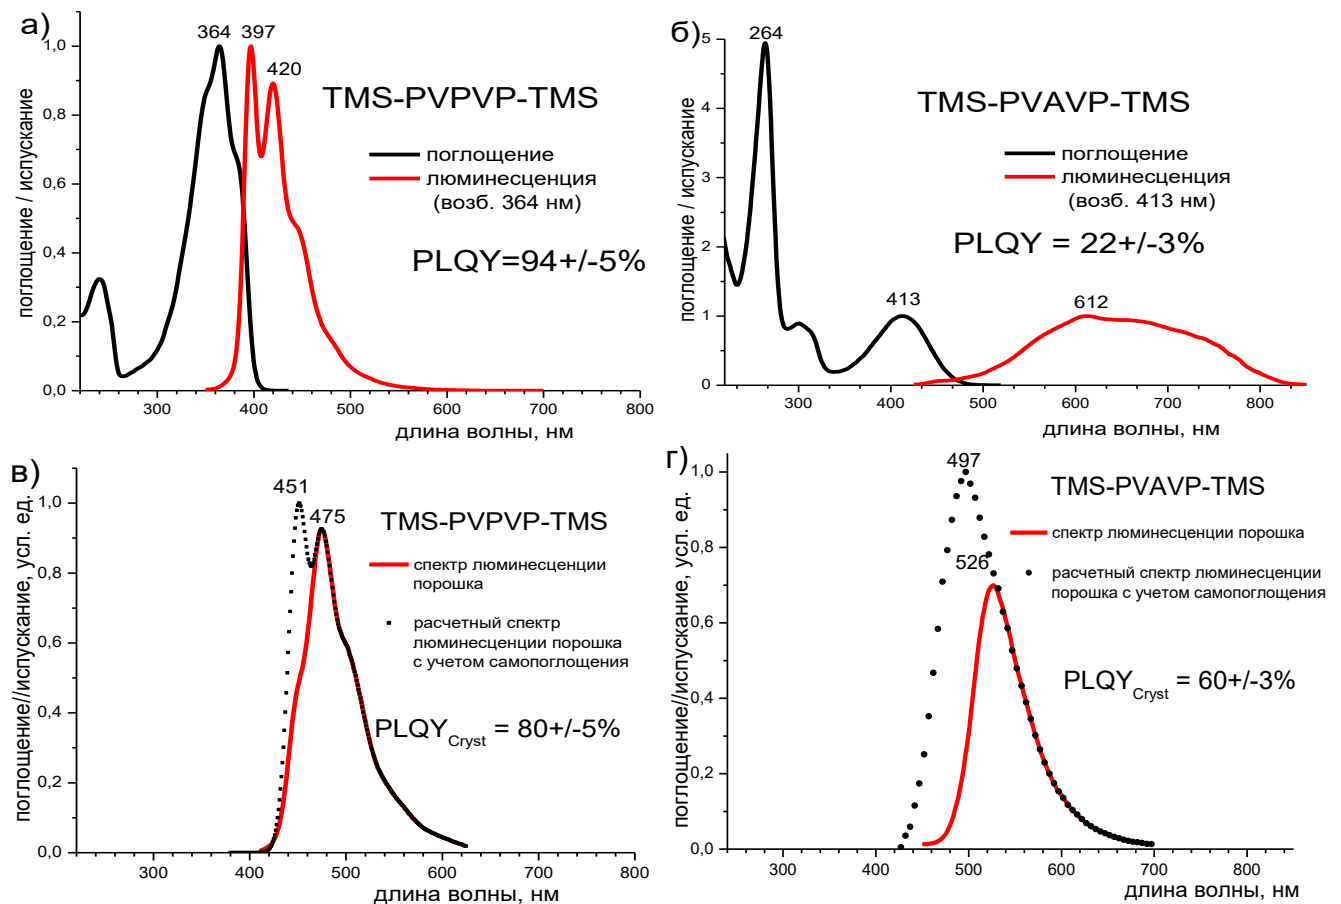 а)
364 397
420
1,0
0,8
0,6
0,4
0,2
0,0
300 400 500 600 700 800
поглощение / испускание
длина волны, нм
TMS-PVPVP-TMS
поглощение
люминесценция
(возб. 364 нм)
PLQY=94+/-5%
б)
264
413
612
5
4
3
2
1
0
300 400 500 600 700 800
поглощение / испускание
длина волны, нм
TMS-PVAVP-TMS
поглощение
люминесценция
(возб. 413 нм)
PLQY = 22+/-3%
в)
451
475
1,0
0,8
0,6
0,4
0,2
0,0
300 400 500 600 700 800
поглощение//испускание, усл. ед.
длина волны, нм
TMS-PVPVP-TMS
спектр люминесценции
порошка
расчетный спектр
люминесценции порошка
с учетом самопоглощения
PLQYCryst = 80+/-5%
г)
497
526
1,0
0,8
0,6
0,4
0,2
0,0
300 400 500 600 700 800
поглощение//испускание, усл. ед.
длина волны, нм
TMS-PVAVP-TMS
спектр люминесценции порошка
расчетный спектр люминесценции
порошка с учетом самопоглощения
PLQYCryst = 60+/-3%